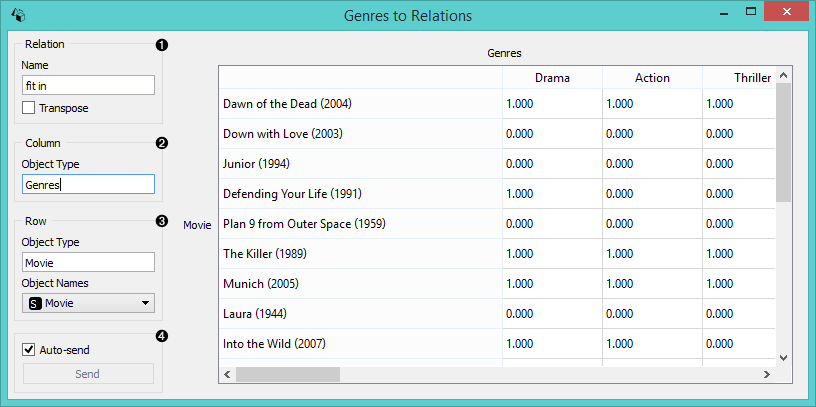 Genres to Relations
Relation ❶
Name
fit in
Transpose
Column ❷
Object Type
Genres
Row ❸
Object Type
Movie
Object Names
S Movie
❹
Auto-send
Send
Genres
Movie
Drama Action Thriller
Dawn of the Dead (2004) 1.000 1.000 1.000
Down with Love (2003) 0.000 0.000 0.000
Junior (1994) 0.000 0.000 0.000
Defending Your Life (1991) 1.000 0.000 0.000
Plan 9 from Outer Space (1959) 0.000 0.000 0.000
The Killer (1989) 1.000 1.000 1.000
Munich (2005) 1.000 1.000 1.000
Laura (1944) 0.000 0.000 0.000
Into the Wild (2007) 1.000 1.000 0.000